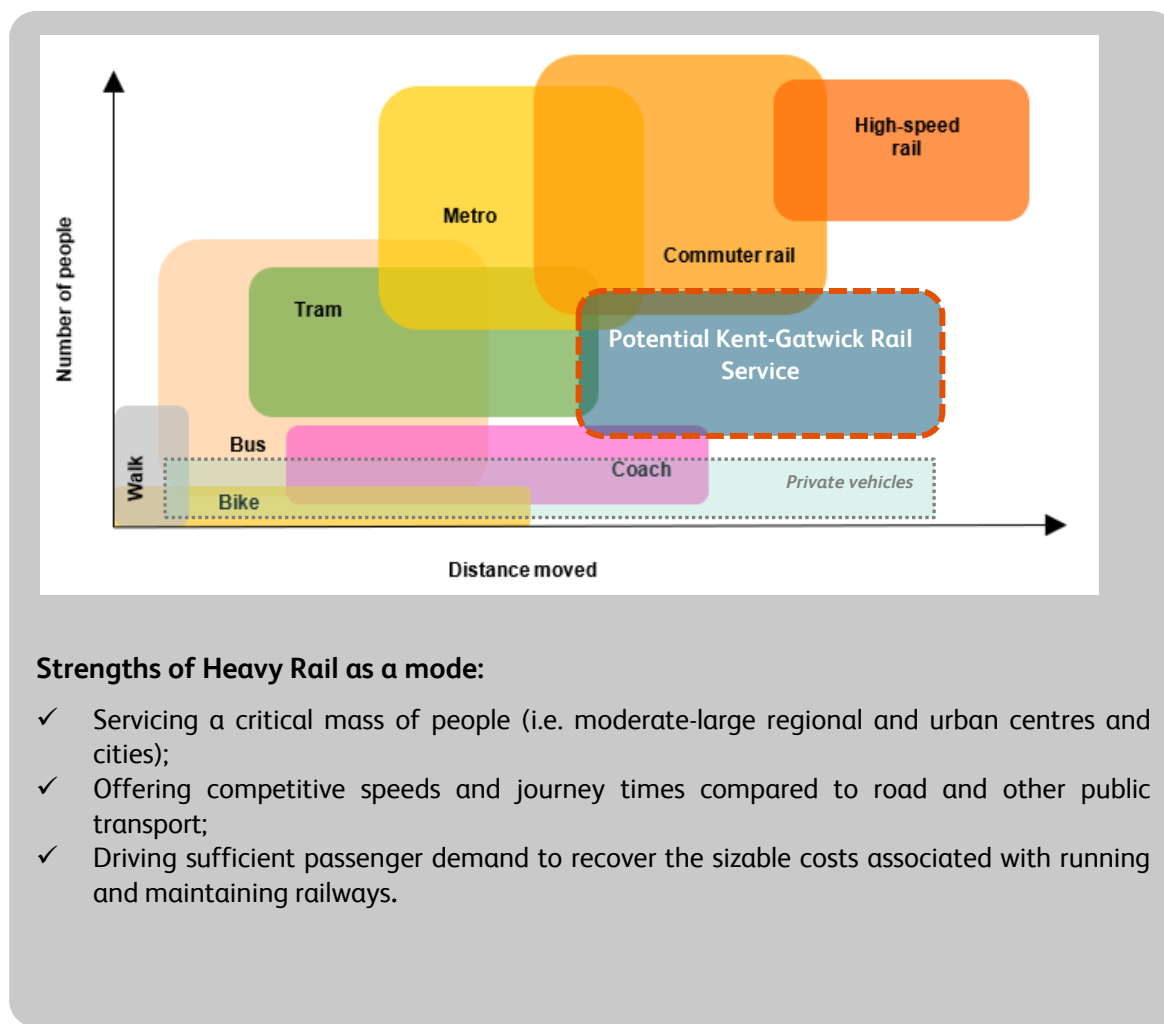 High-speed
rail
Metro
Commuter rail
Tram
Potential Kent-Gatwick Rail
Service
Number of people
Bus
Walk
Coach
Private vehicles
Bike
Distance moved
Strengths of Heavy Rail as a mode:
✓ Servicing a critical mass of people (i.e. moderate-large regional and urban centres and
cities);
✓ Offering competitive speeds and journey times compared to road and other public
transport;
✓ Driving sufficient passenger demand to recover the sizable costs associated with running
and maintaining railways.